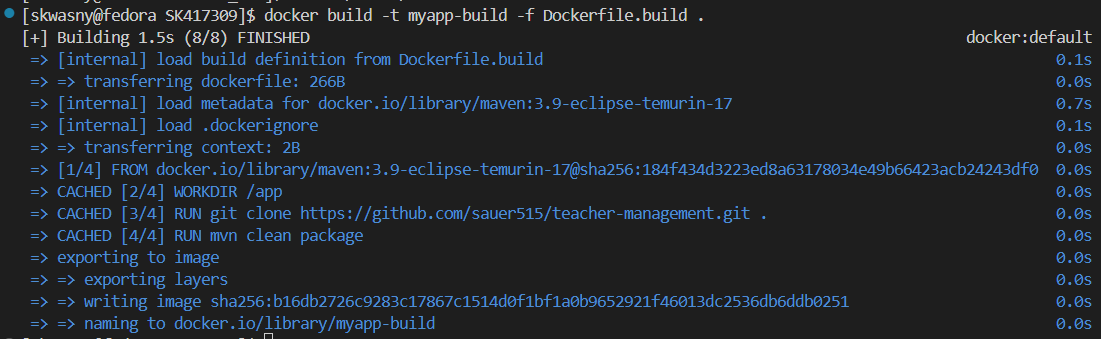 [skwasny@fedora SK417309]$ docker build -t myapp-build -f Dockerfile.build .
[+] Building 1.5s (8/8) FINISHED docker:default
=> [internal] load build definition from Dockerfile.build 0.1s
=> => transferring dockerfile: 266B 0.0s
=> [internal] load metadata for docker.io/library/maven:3.9-eclipse-temurin-17 0.7s
=> [internal] load .dockerignore 0.1s
=> => transferring context: 2B 0.0s
=> [1/4] FROM docker.io/library/maven:3.9-eclipse-temurin-17@sha256:184f434d3223ed8a63178034e49b66423acb24243df0 0.0s
=> CACHED [2/4] WORKDIR /app 0.0s
=> CACHED [3/4] RUN git clone https://github.com/sauer515/teacher-management.git . 0.0s
=> CACHED [4/4] RUN mvn clean package 0.0s
=> exporting to image 0.0s
=> => exporting layers 0.0s
=> => writing image sha256:b16db2726c9283c17867c1514d0f1bf1a0b9652921f46013dc2536db6ddb0251 0.0s
=> => naming to docker.io/library/myapp-build 0.0s